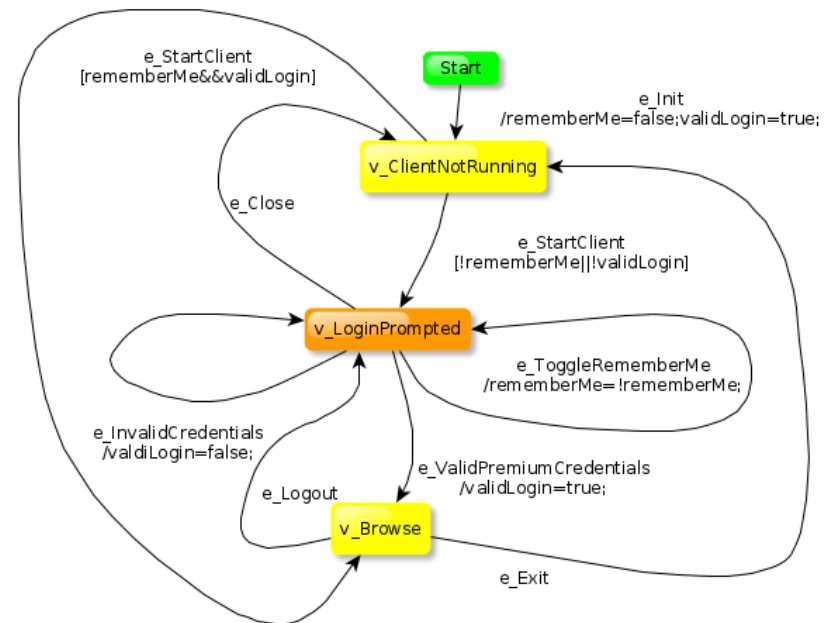 e_StartClient
[rememberMe&&validLogin]
Start
e_Init
/rememberMe=false;validLogin=true;
v_ClientNotRunning
e_Close
e_StartClient
[!rememberMe||!validLogin]
v_LoginPrompted
e_ToggleRememberMe
/rememberMe=!rememberMe;
e_InvalidCredentials
/valdiLogin=false;
e_ValidPremiumCredentials
/validLogin=true;
e_Logout
v_Browse
e_Exit